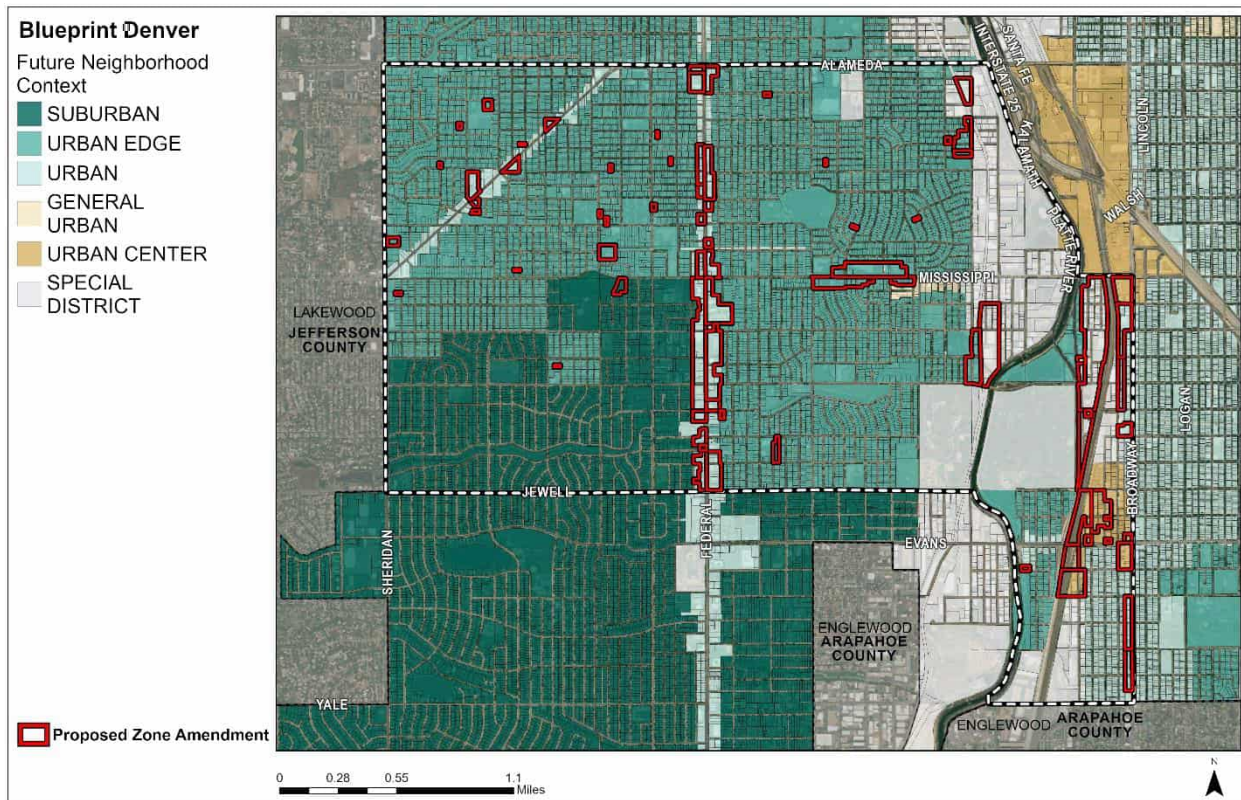 Blueprint Denver
Future Neighborhood
Context
SUBURBAN
URBAN EDGE
URBAN
GENERAL
URBAN
URBAN CENTER
SPECIAL
DISTRICT
Proposed Zone Amendment
ALAMEDA
INTERSTATE 25
SANTA FE
KALAMATH
PLATTE RIVER
LINCOLN
WALSH
MISSISSIPPI
LAKEWOOD
JEFFERSON
COUNTY
LOGAN
BROADWAY
JEWELL
FEDERAL
SHERIDAN
EVANS
ENGLEWOOD
ARAPAHOE
COUNTY
YALE
ENGLEWOOD
ARAPAHOE
COUNTY
0 0.28 0.55 1.1
Miles
N